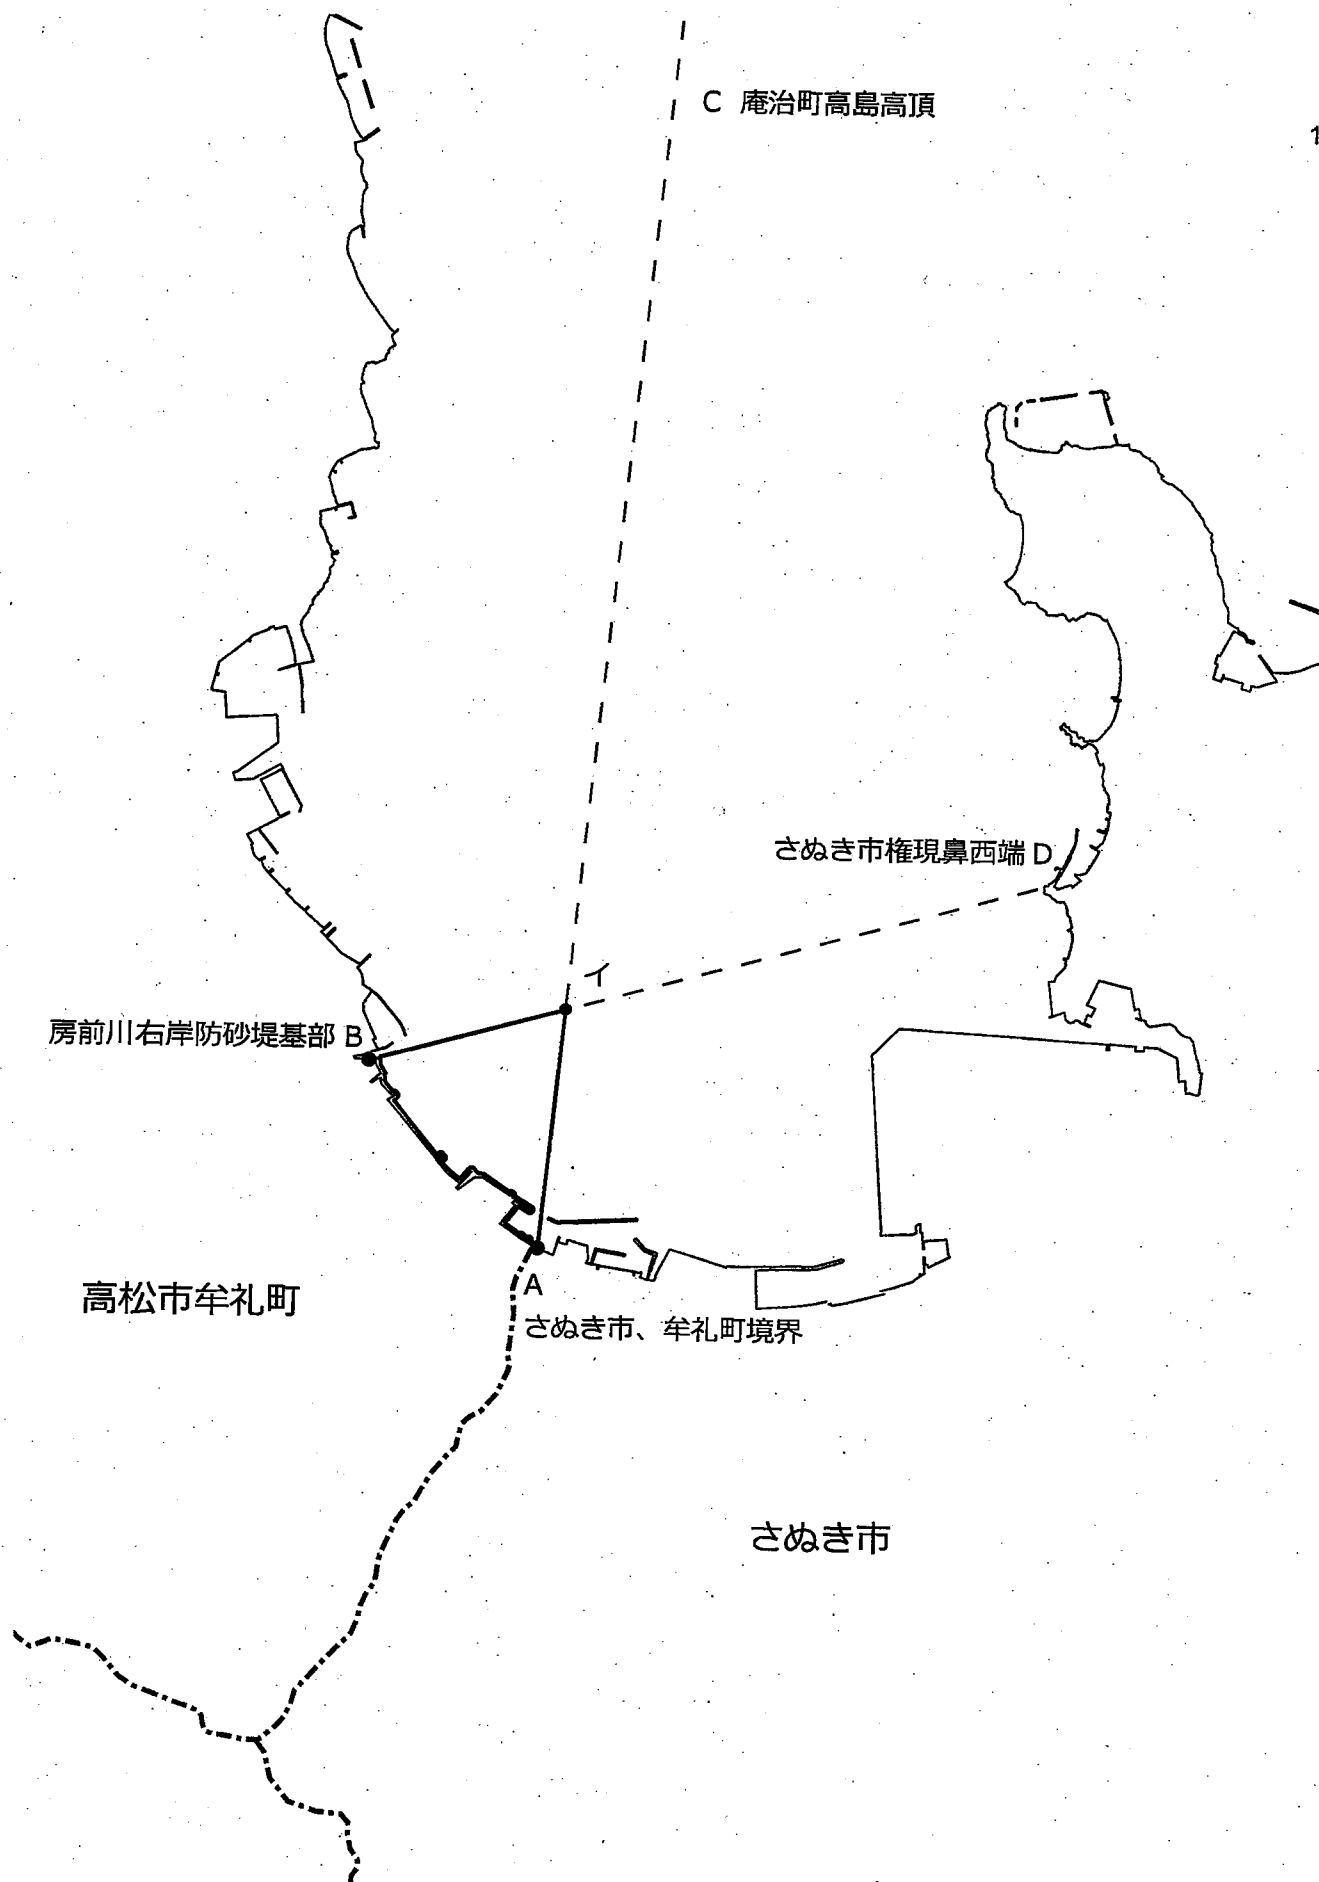 C 庵治町高島高頂
1
さぬき市権現鼻西端 D
イ
房前川右岸防砂堤基部 B
A
高松市牟礼町
さぬき市、牟礼町境界
さぬき市